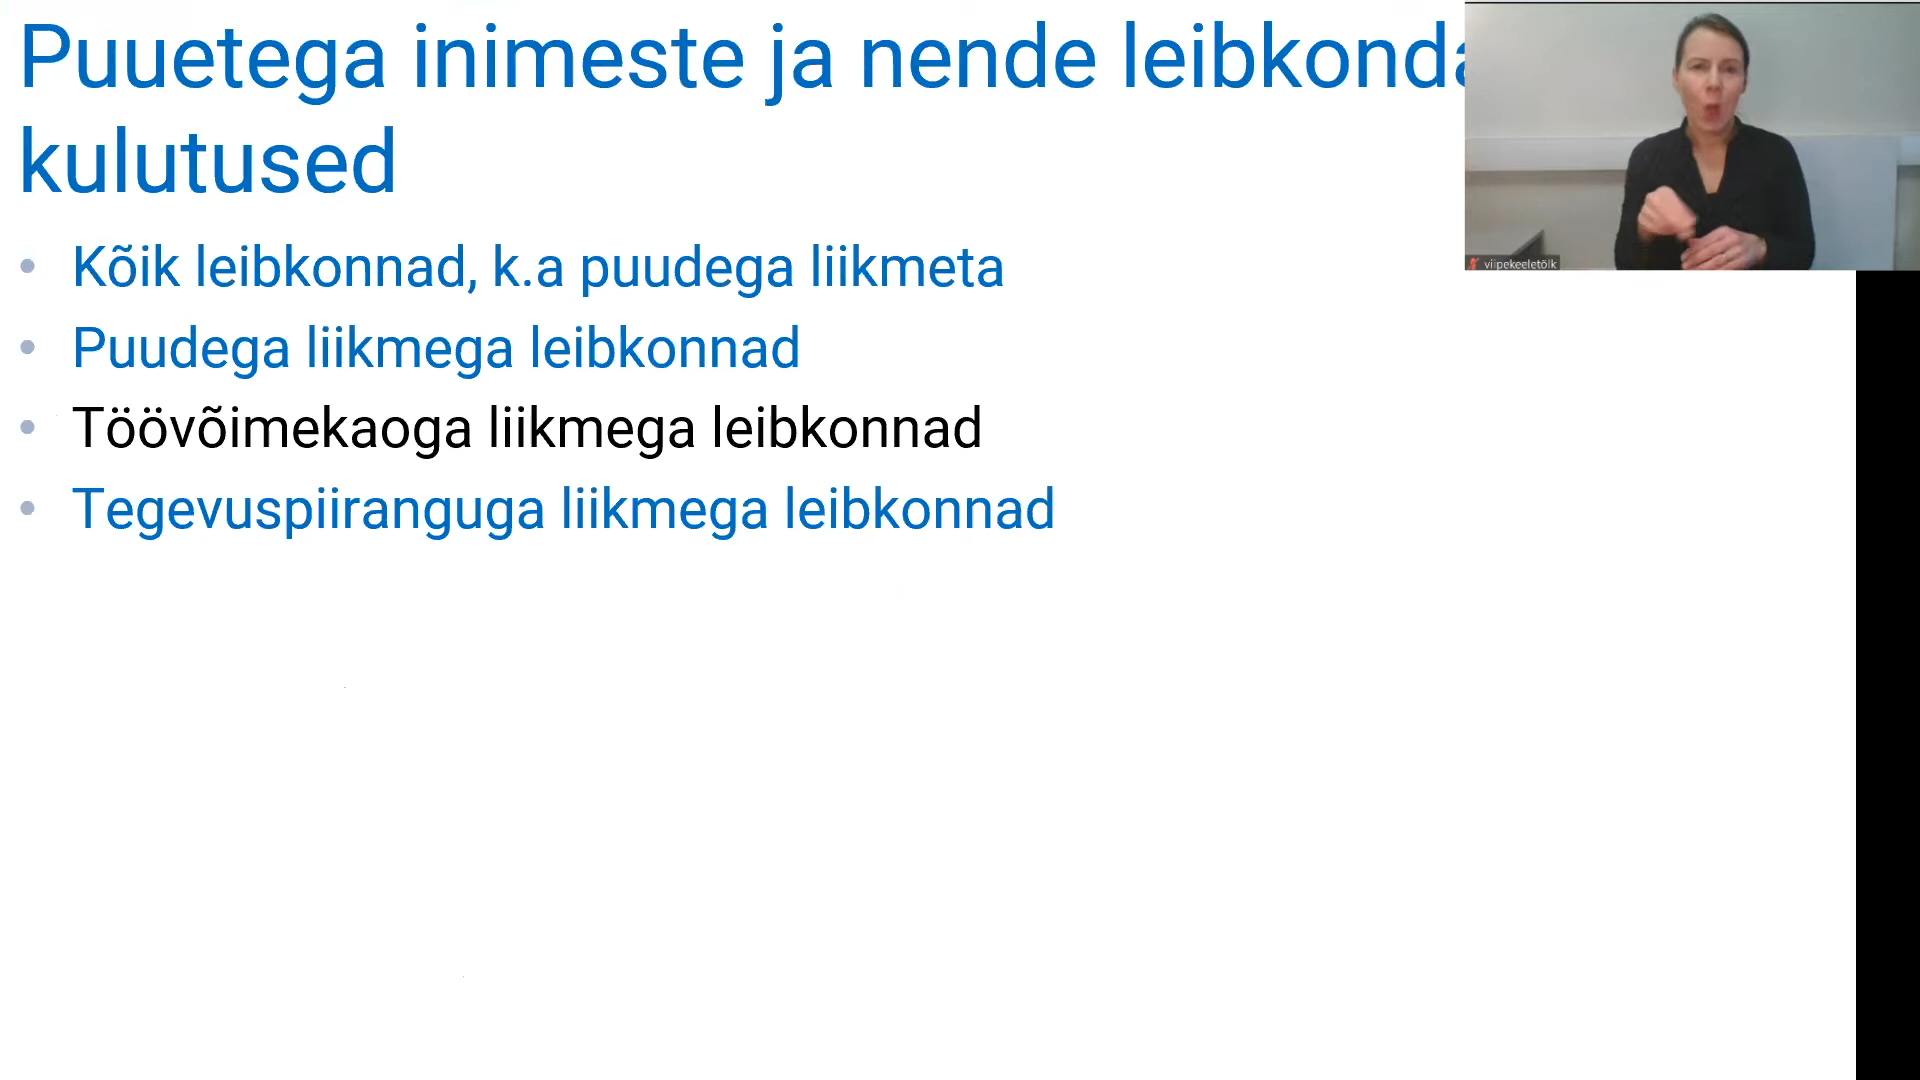 Puuetega inimeste ja nende
kulutused
Kõik leibkonnad, k.a puudega liikmeta
Puudega liikmega leibkonnad
Töövõimekaoga liikmega leibkonnad
Tegevuspiiranguga liikmega leibkonnad
viipekeeletõlk